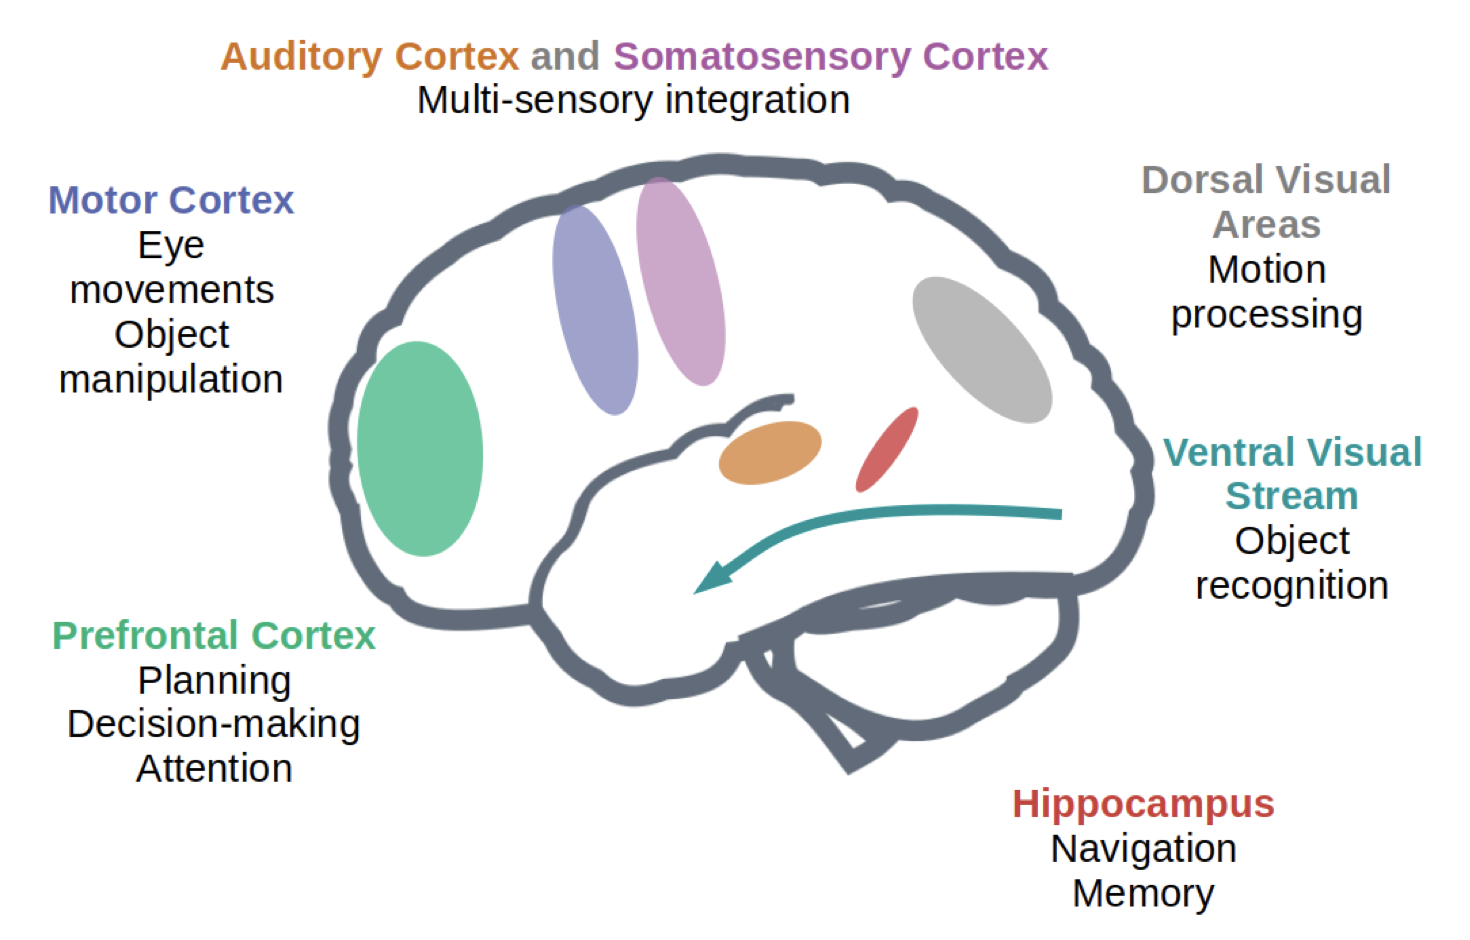 Auditory Cortex and Somatosensory Cortex
Multi-sensory integration
Motor Cortex
Eye
movements
Object
manipulation
Dorsal Visual
Areas
Motion
processing
Ventral Visual
Stream
Object
recognition
Prefrontal Cortex
Planning
Decision-making
Attention
Hippocampus
Navigation
Memory